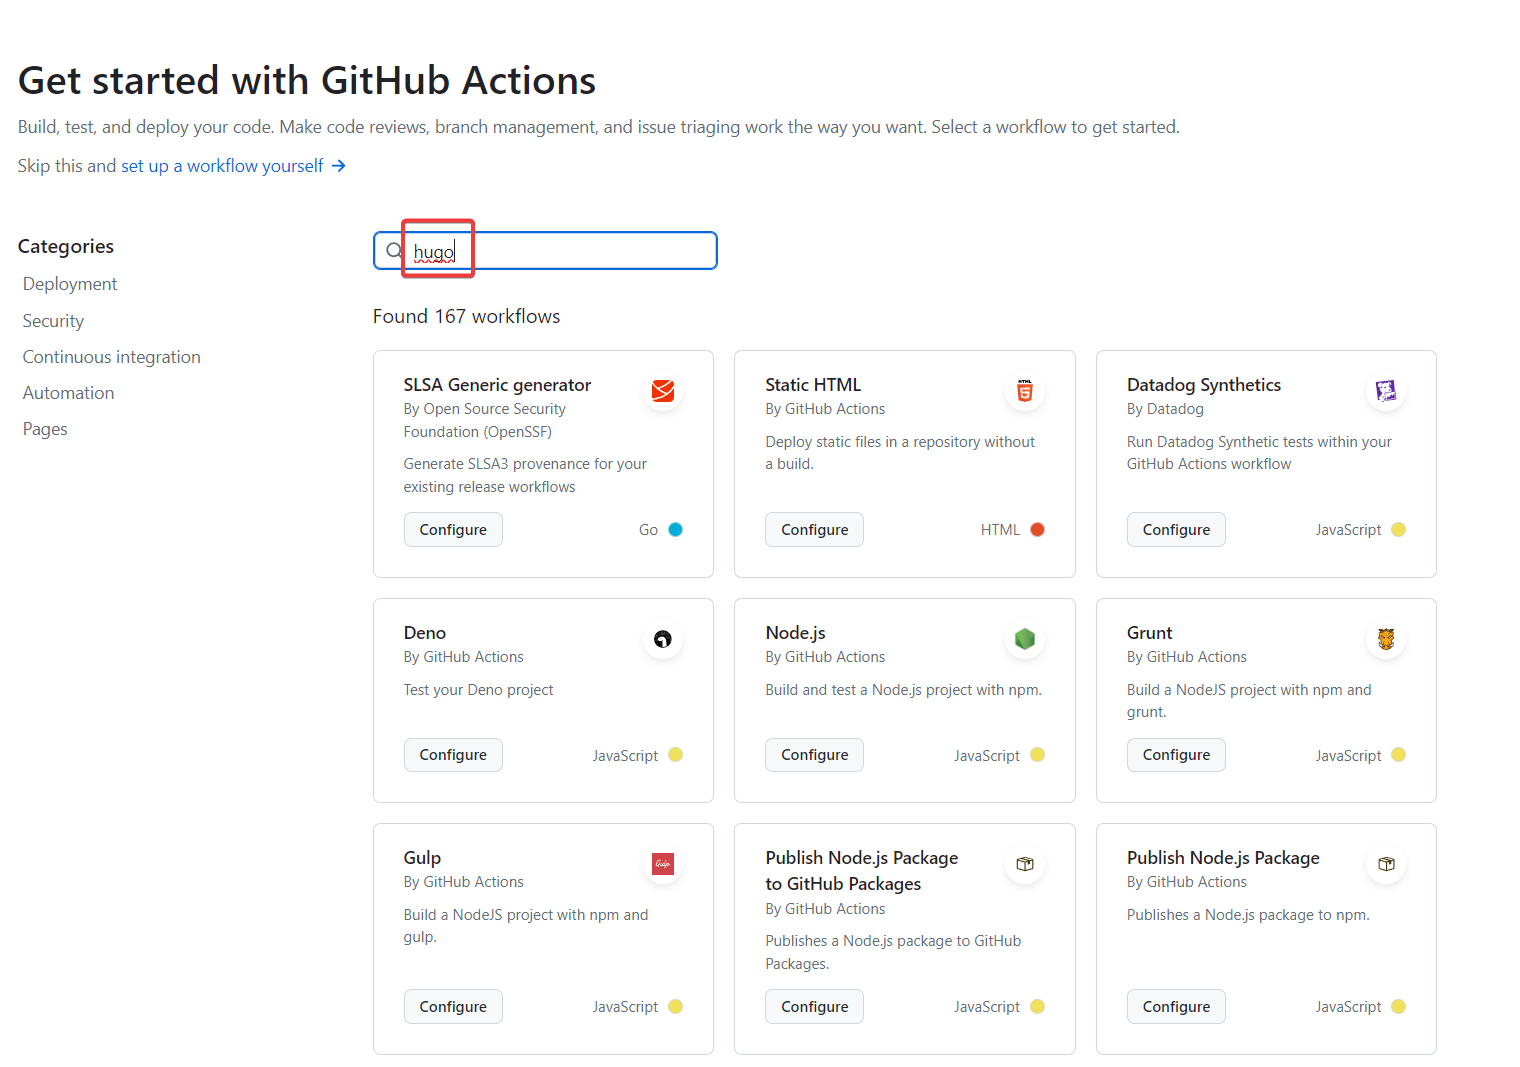 Get started with GitHub Actions
Build, test, and deploy your code. Make code reviews, branch management, and issue triaging work the way you want. Select a workflow to get started.
Skip this and set up a workflow yourself →
Categories
Deployment
Security
Continuous integration
Automation
Pages
hugo
Found 167 workflows
SLSA Generic generator
By Open Source Security
Foundation (OpenSSF)
Generate SLSA3 provenance for your
existing release workflows
Configure
Go
Static HTML
By GitHub Actions
Deploy static files in a repository without
a build.
Configure
HTML
HTML
5
Datadog Synthetics
By Datadog
Run Datadog Synthetic tests within your
GitHub Actions workflow
Configure
JavaScript
Deno
By GitHub Actions
Test your Deno project
Configure
JavaScript
Node.js
By GitHub Actions
Build and test a Node.js project with npm.
Configure
JavaScript
Grunt
By GitHub Actions
Build a NodeJS project with npm and
grunt.
Configure
JavaScript
Gulp
By GitHub Actions
Gulp
Build a NodeJS project with npm and
gulp.
Configure
JavaScript
Publish Node.js Package
to GitHub Packages
By GitHub Actions
Publishes a Node.js package to GitHub
Packages.
Configure
JavaScript
Publish Node.js Package
By GitHub Actions
Publishes a Node.js package to npm.
Configure
JavaScript